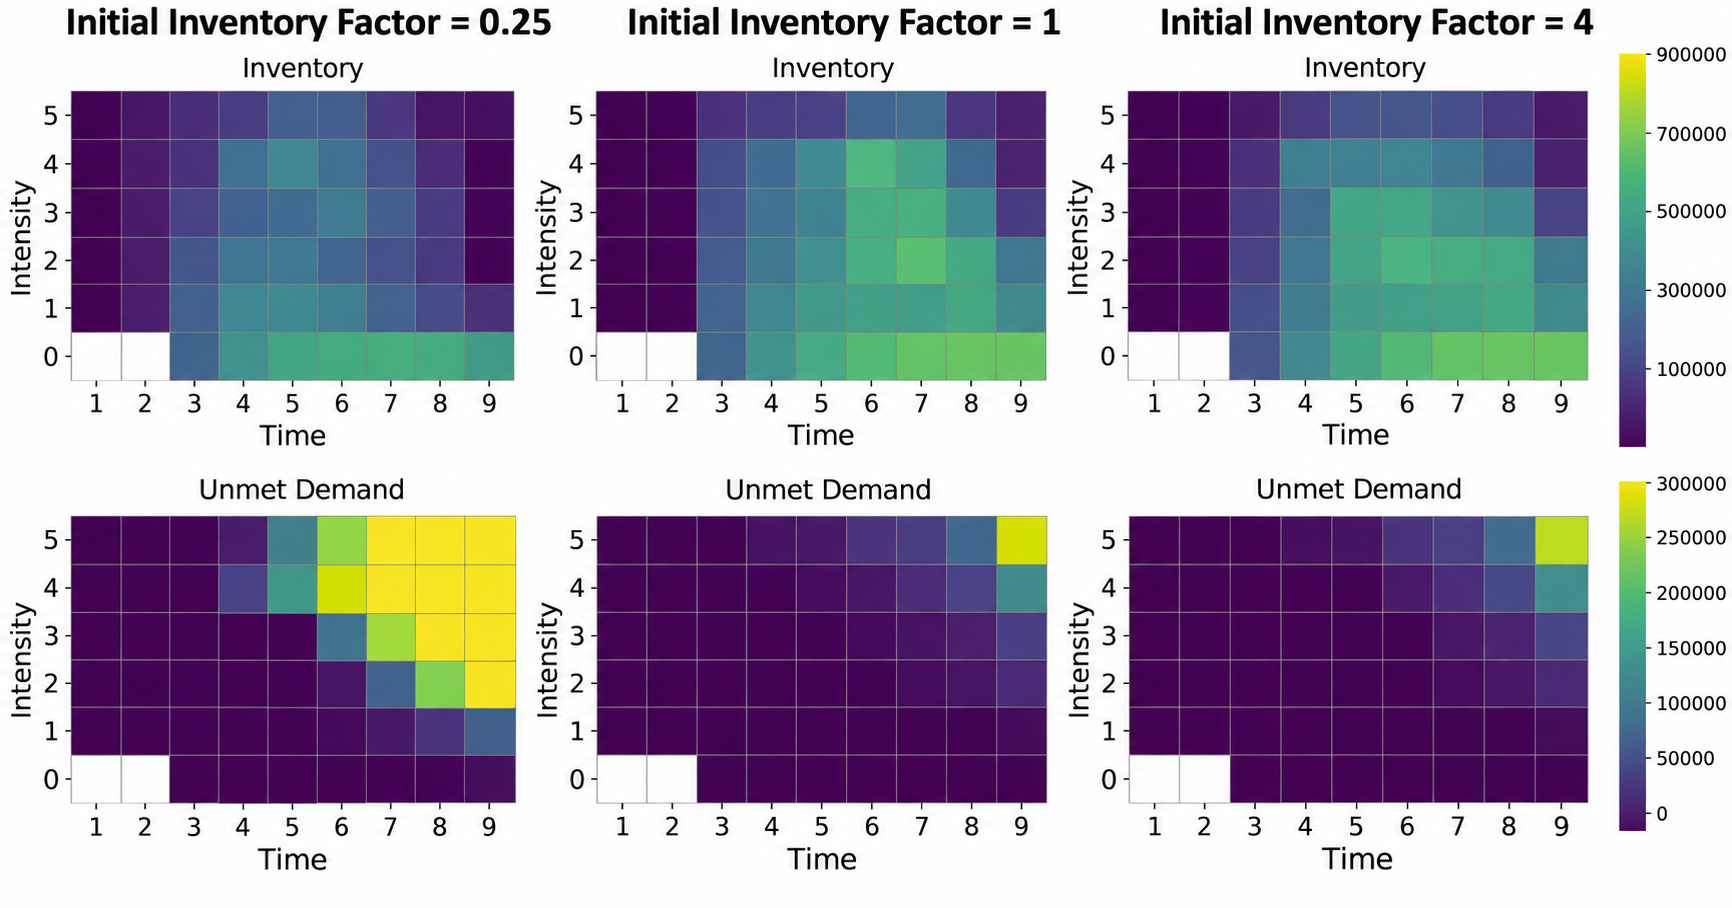 Initial Inventory Factor = 0.25
Inventory
5
4
3
2
1
0
Intensity
1 2 3 4 5 6 7 8 9
Time
Initial Inventory Factor = 1
Inventory
5
4
3
2
1
0
Intensity
1 2 3 4 5 6 7 8 9
Time
Initial Inventory Factor = 4
Inventory
5
4
3
2
1
0
Intensity
1 2 3 4 5 6 7 8 9
Time
900000
700000
500000
300000
100000
Unmet Demand
5
4
3
2
1
0
Intensity
1 2 3 4 5 6 7 8 9
Time
Unmet Demand
5
4
3
2
1
0
Intensity
1 2 3 4 5 6 7 8 9
Time
Unmet Demand
5
4
3
2
1
0
Intensity
1 2 3 4 5 6 7 8 9
Time
300000
250000
200000
150000
100000
50000
0